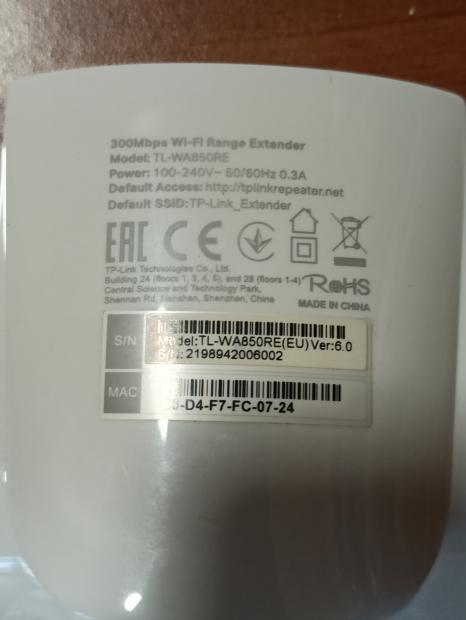 300Mbps Wi-Fi Range Extender
Model: TL-WA850RE
Power: 100-240V~ 50/60Hz 0.3A
Default Access: http://tplinkrepeater.net
Default SSID:TP-Link_Extender
EAC CE
TP-Link Technologies Co., Ltd.
Building 24 (floors 1, 3, 4, 5), and 28 (floors 1-4)
Central Science and Technology Park,
Shennan Rd, Nanshan, Shenzhen, China
RoHS
MADE IN CHINA
S/N
Model:TL-WA850RE(EU) Ver:6.0
S/N: 2198942006002
MAC
-D4-F7-FC-07-24